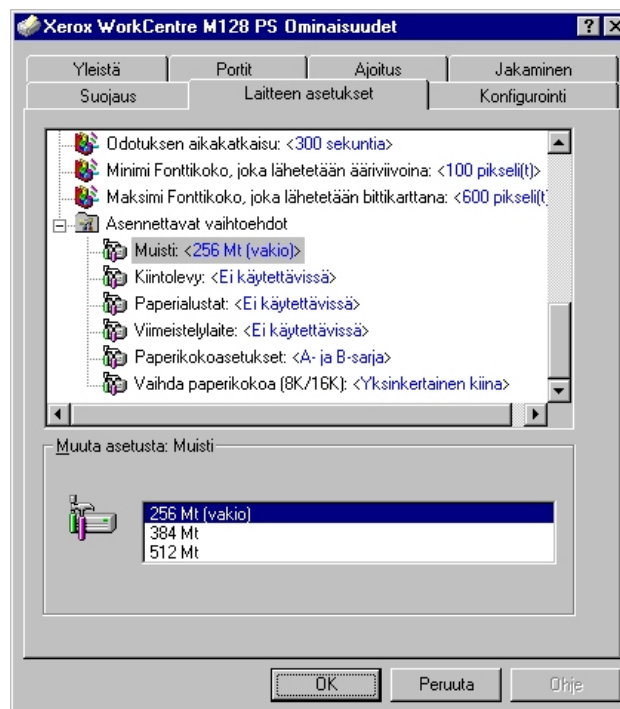 Xerox WorkCentre M128 PS Ominaisuudet
Yleistä Portit Ajoitus Jakaminen
Suojaus Laitteen asetukset Konfigurointi
Odotuksen aikakatkaisu: <300 sekuntia>
Minimi Fonttikoko, joka lähetetään ääriviivoina: <100 pikseli(t)>
Maksimi Fonttikoko, joka lähetetään bittikarttana: <600 pikseli(t
Asennettavat vaihtoehdot
Muisti: <256 Mt (vakio)>
Kiintolevy: <Ei käytettävissä>
Paperialustat: <Ei käytettävissä>
Viimeistelylaite: <Ei käytettävissä>
Paperikokoasetukset: <A- ja B-sarja>
Vaihda paperikokoa (8K/16K): <Yksinkertainen kiina>
Muuta asetusta: Muisti
256 Mt (vakio)
384 Mt
512 Mt
OK Peruuta Ohje